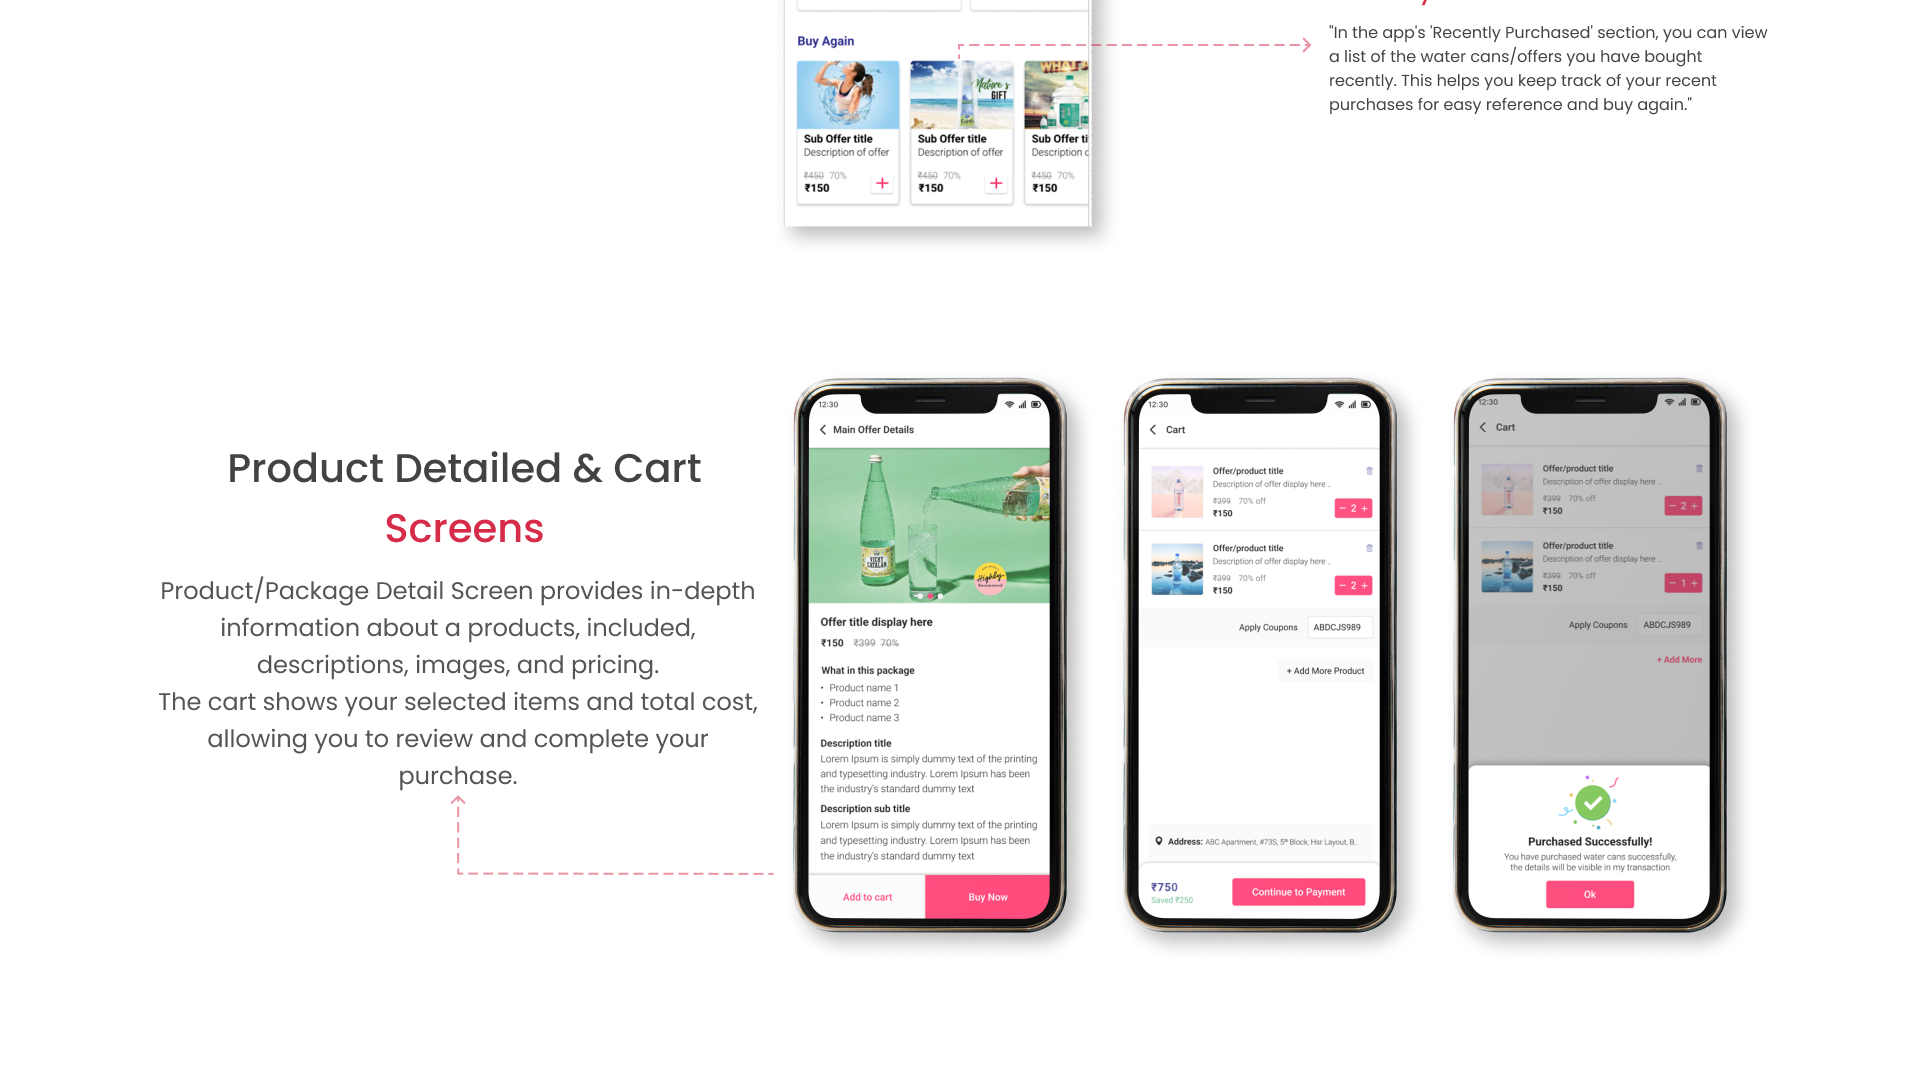 Buy Again
Sub Offer title
Description of offer
₹450 70%
₹150
+
Nature's
GIFT
Sub Offer title
Description of offer
₹450 70%
₹150
+
WHAT'S
Sub Offer ti
Description o
₹450 70%
₹150
"In the app's 'Recently Purchased' section, you can view
a list of the water cans/offers you have bought
recently. This helps you keep track of your recent
purchases for easy reference and buy again."
Product Detailed & Cart
Screens
Product/Package Detail Screen provides in-depth
information about a products, included,
descriptions, images, and pricing.
The cart shows your selected items and total cost,
allowing you to review and complete your
purchase.
12:30
Main Offer Details
VICHY
CATALAN
Highly
Recommend
Offer title display here
₹150 ₹399 70%
What in this package
• Product name 1
• Product name 2
• Product name 3
Description title
Lorem Ipsum is simply dummy text of the printing
and typesetting industry. Lorem Ipsum has been
the industry's standard dummy text
Description sub title
Lorem Ipsum is simply dummy text of the printing
and typesetting industry. Lorem Ipsum has been
the industry's standard dummy text
Add to cart
Buy Now
12:30
Cart
Offer/product title
Description of offer display here ..
₹399 70% off
₹150
− 2 +
Offer/product title
Description of offer display here ..
₹399 70% off
₹150
− 2 +
Apply Coupons ABDCJS989
+ Add More Product
Address: ABC Apartment, #73S, 5th Block, Hsr Layout, B..
₹750
Saved ₹250
Continue to Payment
12:30
Cart
Offer/product title
Description of offer display here ..
₹399 70% off
₹150
− 2 +
Offer/product title
Description of offer display here ..
₹399 70% off
₹150
− 1 +
Apply Coupons ABDCJS989
+ Add More
Purchased Successfully!
You have purchased water cans successfully,
the details will be visible in my transaction
Ok